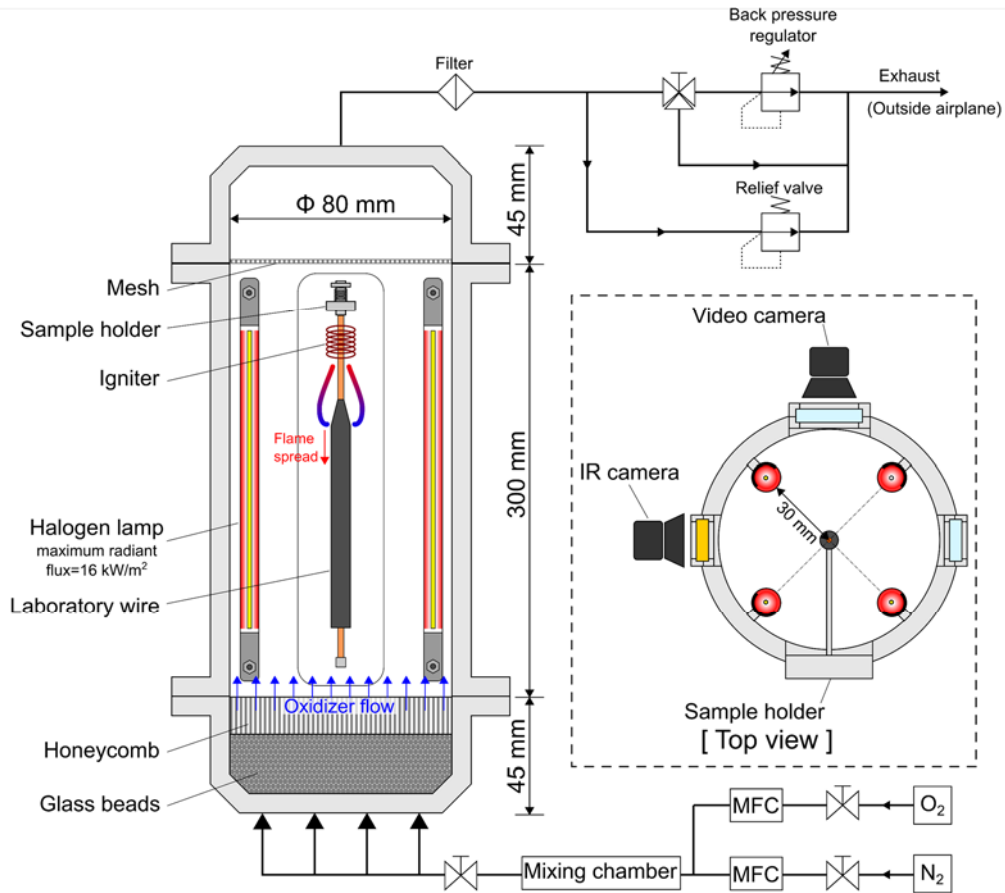 Back pressure
regulator
Filter
Exhaust
(Outside airplane)
45 mm
Φ 80 mm
Relief valve
Mesh
Sample holder
Igniter
Flame
spread
300 mm
Halogen lamp
maximum radiant
flux=16 kW/m²
Laboratory wire
Oxidizer flow
Honeycomb
45 mm
Glass beads
Video camera
IR camera
30 mm
Sample holder
[ Top view ]
MFC
O₂
Mixing chamber
MFC
N₂